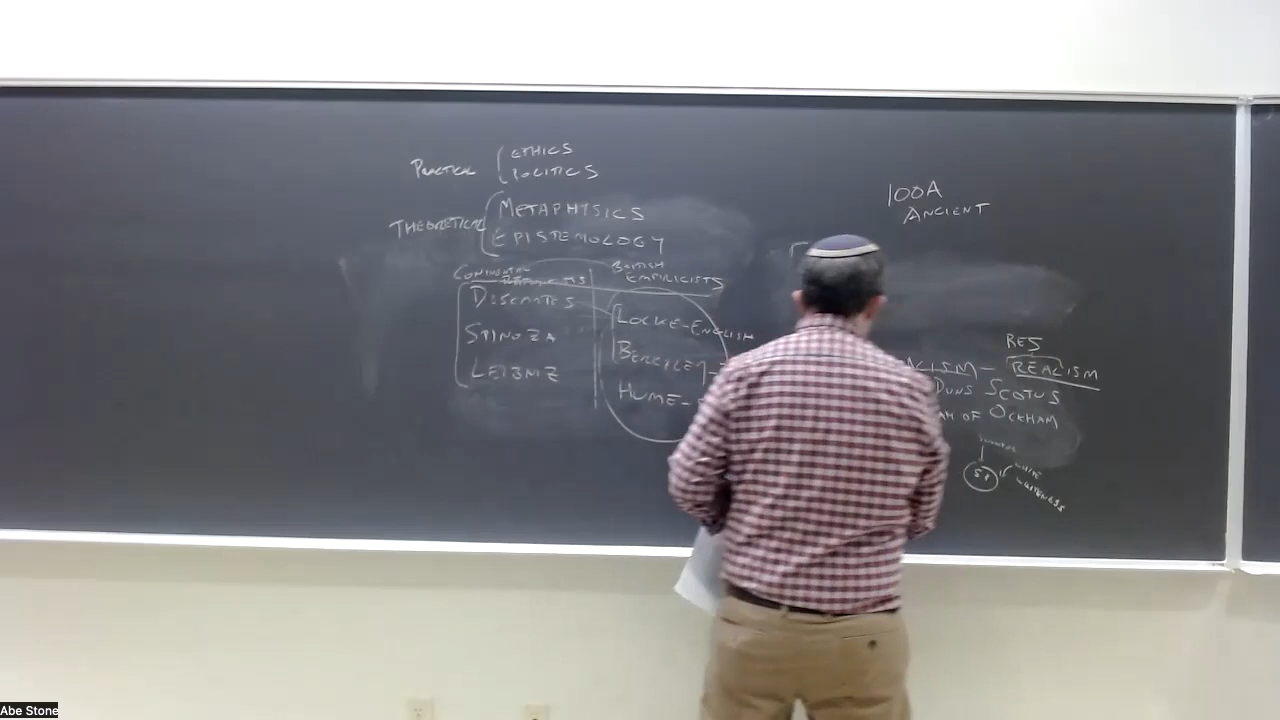 PRACTICAL ETHICS
POLITICS
THEORETICAL METAPHYSICS
EPISTEMOLOGY
CONTINENTAL
BRITISH EMPIRICISTS
DESCARTES
SPINOZA
LEIBNIZ
LOCKE-ENGLISH
BERKELEY-
HUME-
100A
ANCIENT
RES
REALISM
DUNS SCOTUS
OF OCKHAM
WHITE
WHITENESS
Abe Stone